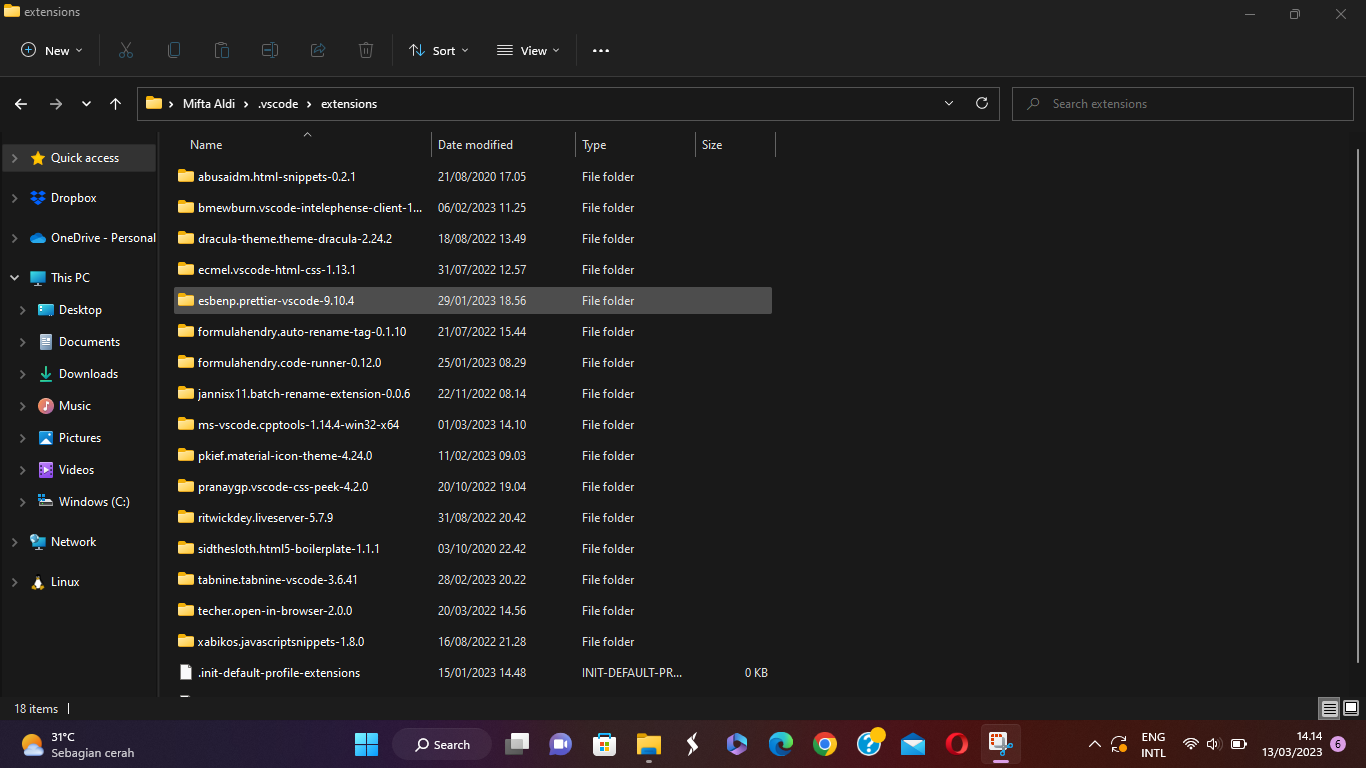 extensions
New
Sort
View
Mifta Aldi
.vscode
extensions
Search extensions
Name
Date modified
Type
Size
Quick access
Dropbox
OneDrive - Personal
This PC
Desktop
Documents
Downloads
Music
Pictures
Videos
Windows (C:)
Network
Linux
abusaidm.html-snippets-0.2.1 21/08/2020 17.05 File folder
bmewburn.vscode-intelephense-client-1... 06/02/2023 11.25 File folder
dracula-theme.theme-dracula-2.24.2 18/08/2022 13.49 File folder
ecmel.vscode-html-css-1.13.1 31/07/2022 12.57 File folder
esbenp.prettier-vscode-9.10.4 29/01/2023 18.56 File folder
formulahendry.auto-rename-tag-0.1.10 21/07/2022 15.44 File folder
formulahendry.code-runner-0.12.0 25/01/2023 08.29 File folder
jannisx11.batch-rename-extension-0.0.6 22/11/2022 08.14 File folder
ms-vscode.cpptools-1.14.4-win32-x64 01/03/2023 14.10 File folder
pkief.material-icon-theme-4.24.0 11/02/2023 09.03 File folder
pranaygp.vscode-css-peek-4.2.0 20/10/2022 19.04 File folder
ritwickdey.liveserver-5.7.9 31/08/2022 20.42 File folder
sidthesloth.html5-boilerplate-1.1.1 03/10/2020 22.42 File folder
tabnine.tabnine-vscode-3.6.41 28/02/2023 20.22 File folder
techer.open-in-browser-2.0.0 20/03/2022 14.56 File folder
xabikos.javascriptsnippets-1.8.0 16/08/2022 21.28 File folder
.init-default-profile-extensions 15/01/2023 14.48 INIT-DEFAULT-PR... 0 KB
18 items
31°C
Sebagian cerah
Search
ENG
INTL
14.14
13/03/2023
6